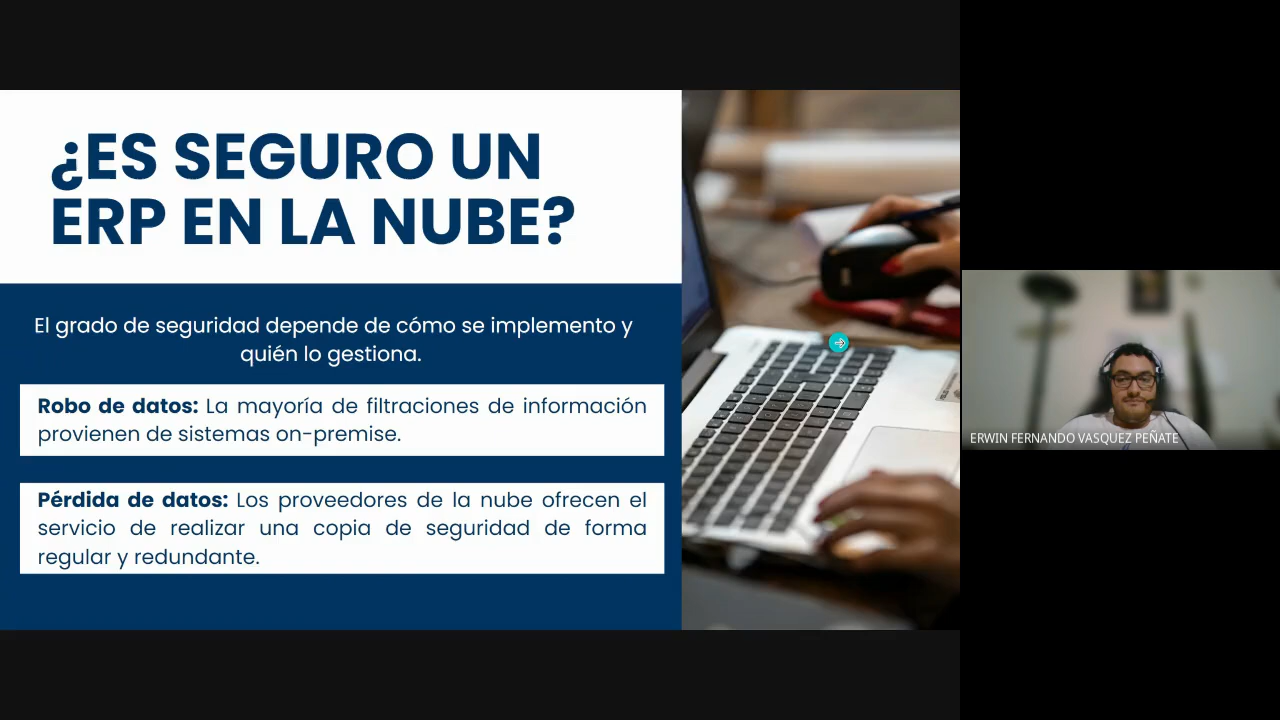 ¿ES SEGURO UN
ERP EN LA NUBE?
El grado de seguridad depende de cómo se implemento y
quién lo gestiona.
Robo de datos: La mayoría de filtraciones de información
provienen de sistemas on-premise.
Pérdida de datos: Los proveedores de la nube ofrecen el
servicio de realizar una copia de seguridad de forma
regular y redundante.
ERWIN FERNANDO VASQUEZ PEÑATE